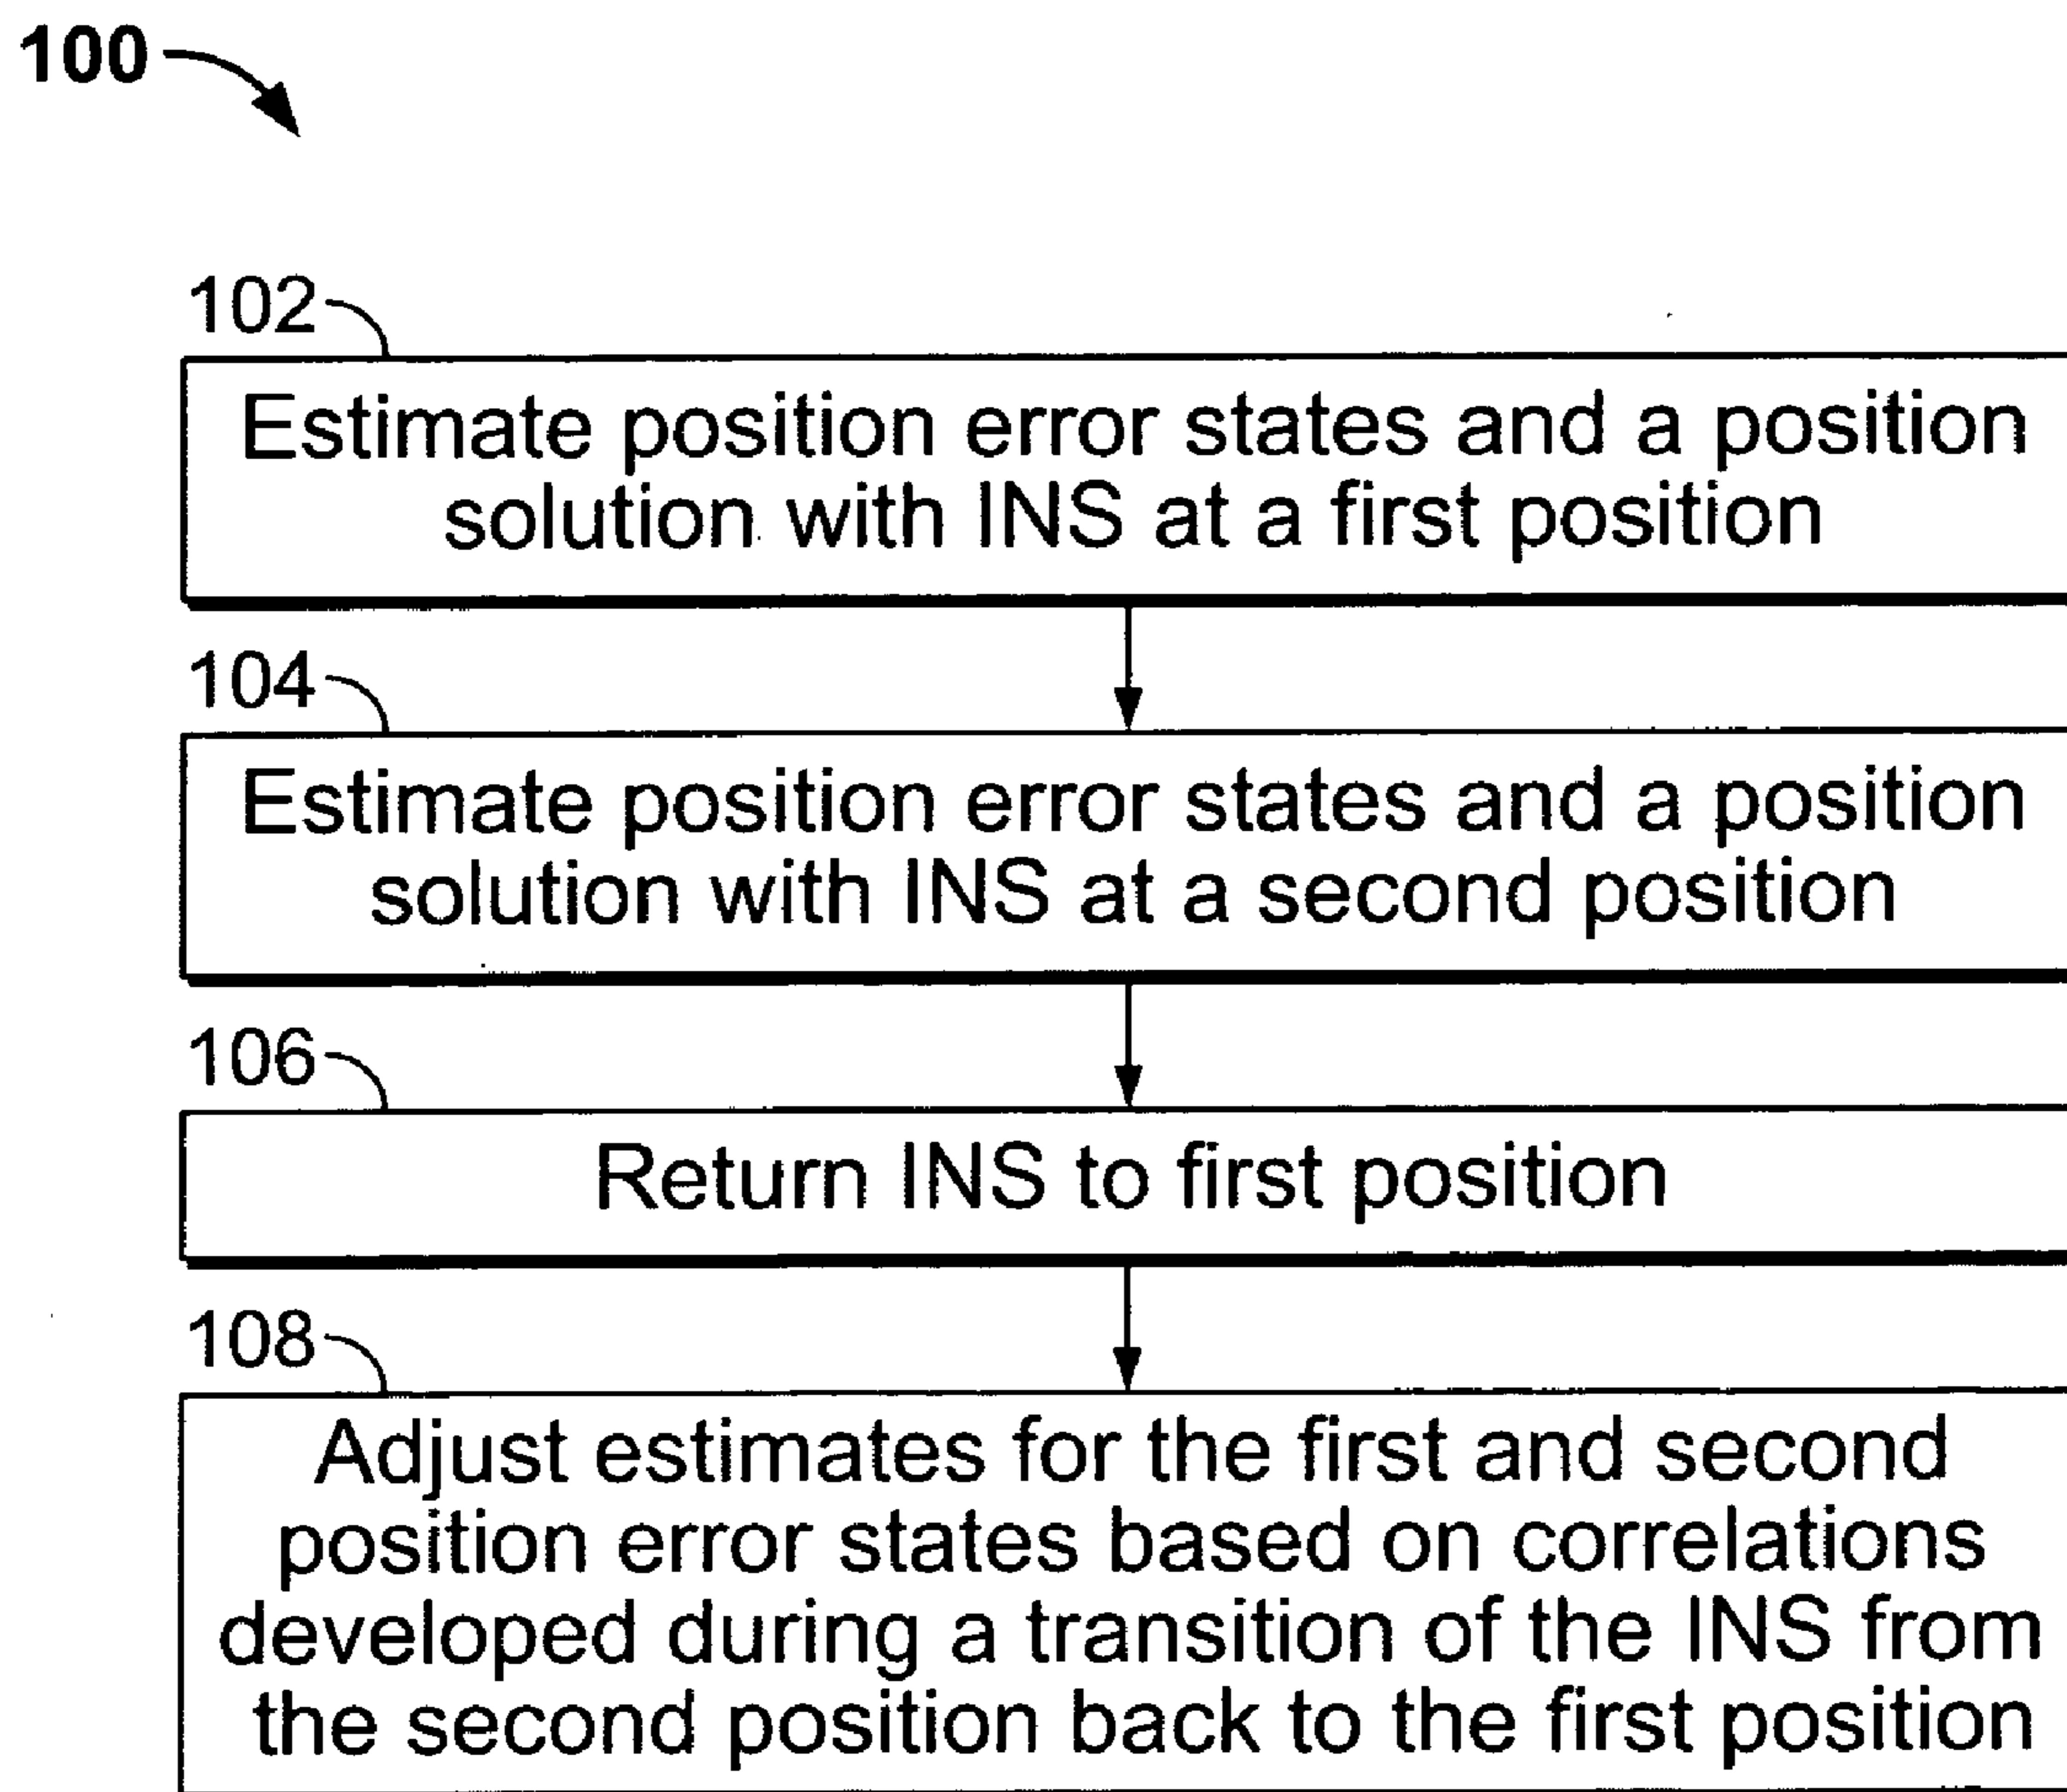 100
102
Estimate position error states and a position
solution with INS at a first position
104
Estimate position error states and a position
solution with INS at a second position
106
Return INS to first position
108
Adjust estimates for the first and second
position error states based on correlations
developed during a transition of the INS from
the second position back to the first position